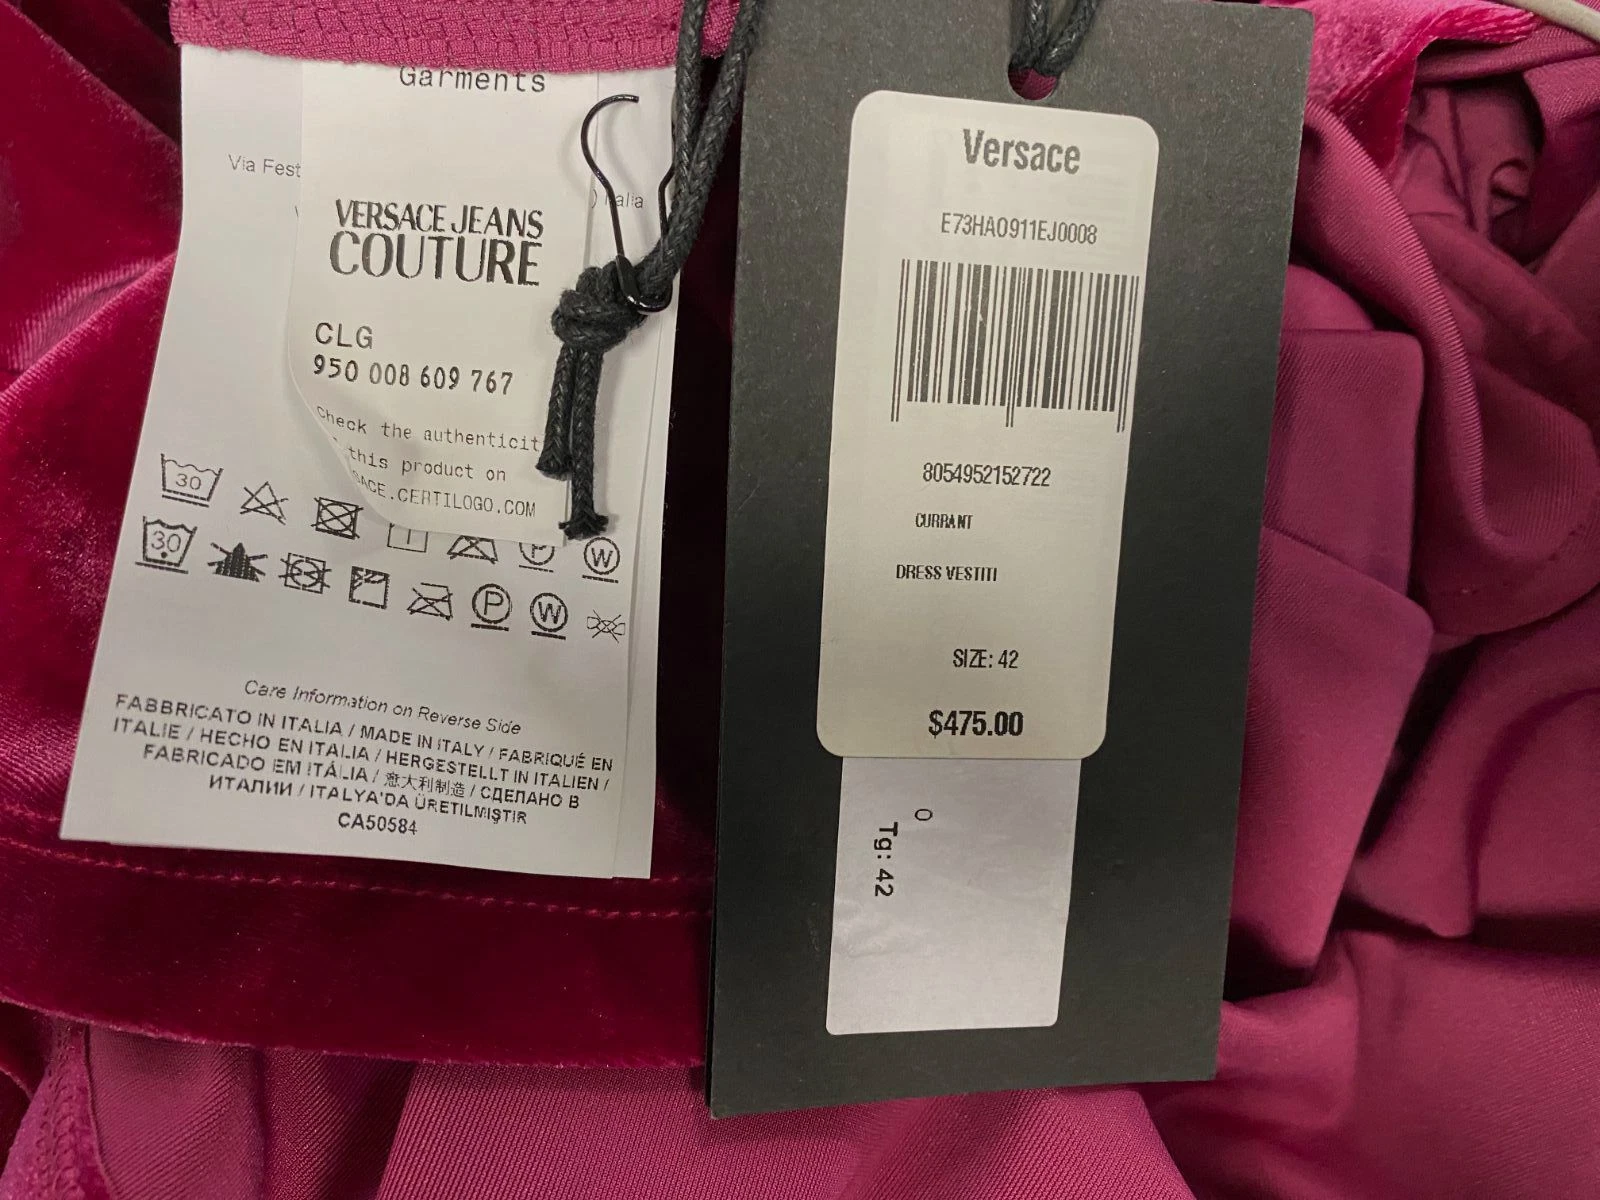 Garments
Via Fest
alia
VERSACE JEANS
COUTURE
CLG
950 008 609 767
Check the authenticit
this product on
SACE.CERTILOGO.COM
30
P
W
30
P
W
Care Information on Reverse Side
FABBRICATO IN ITALIA / MADE IN ITALY / FABRIQUÉ EN
ITALIE / HECHO EN ITALIA / HERGESTELLT IN ITALIEN /
FABRICADO EM ITÁLIA / 意大利制造 / СДЕЛАНО В
ИТАЛИИ / ITALYA'DA ÜRETILMIŞTIR
CA50584
Versace
E73HAO911EJ0008
8054952152722
CURRANT
DRESS VESTITI
SIZE: 42
$475.00
0
Tg: 42